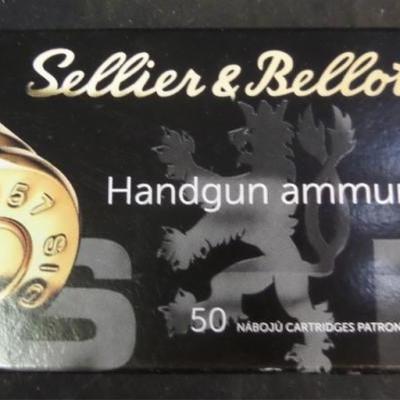 Sellier & Bellot
Handgun ammun
50 NÁBOJŮ CARTRIDGES PATRON